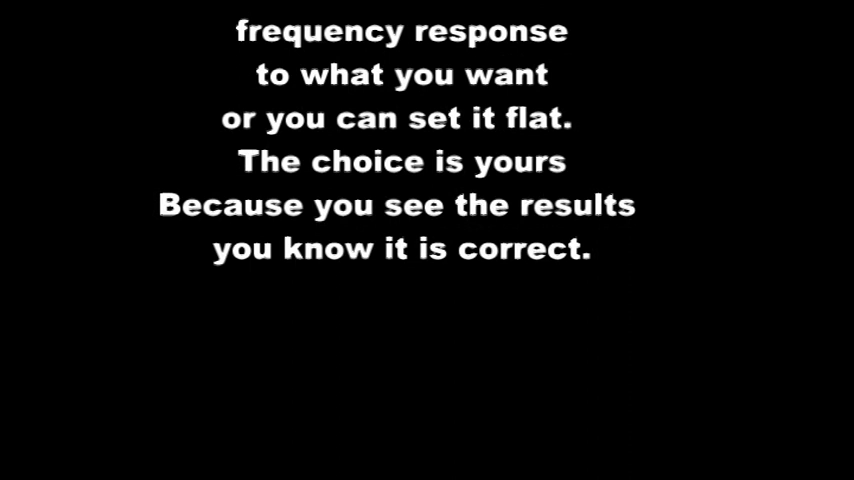 frequency response
to what you want
or you can set it flat.
The choice is yours
Because you see the results
you know it is correct.